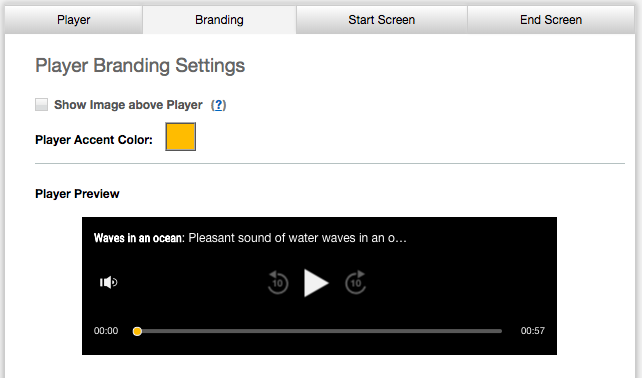 Player Branding Start Screen End Screen
Player Branding Settings
Show Image above Player (?)
Player Accent Color:
Player Preview
Waves in an ocean: Pleasant sound of water waves in an o...
10 10
00:00 00:57